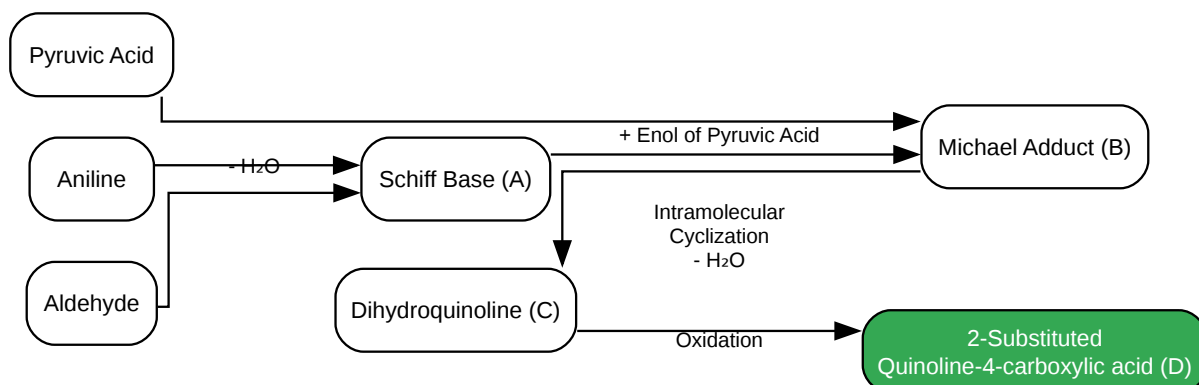 Pyruvic Acid
+ Enol of Pyruvic Acid
Michael Adduct (B)
Aniline
- H₂O
Schiff Base (A)
Intramolecular
Cyclization
- H₂O
Aldehyde
Dihydroquinoline (C)
Oxidation
2-Substituted
Quinoline-4-carboxylic acid (D)